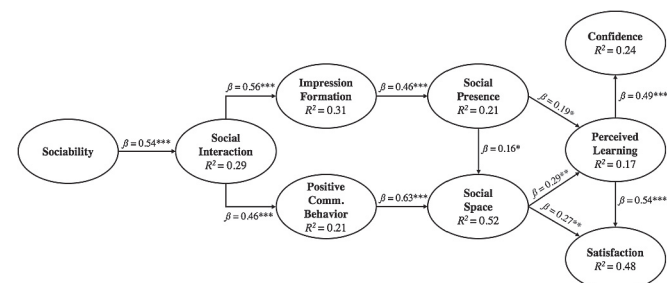 Confidence
R² = 0.24
Impression
Formation
R² = 0.31
Social
Presence
R² = 0.21
Sociability
Social
Interaction
R² = 0.29
Perceived Learning
R² = 0.17
Positive
Comm.
Behavior
R² = 0.21
Social
Space
R² = 0.52
Satisfaction
R² = 0.48
β = 0.54***
β = 0.56***
β = 0.46***
β = 0.46***
β = 0.63***
β = 0.16*
β = 0.19*
β = 0.29**
β = 0.27**
β = 0.49***
β = 0.54***